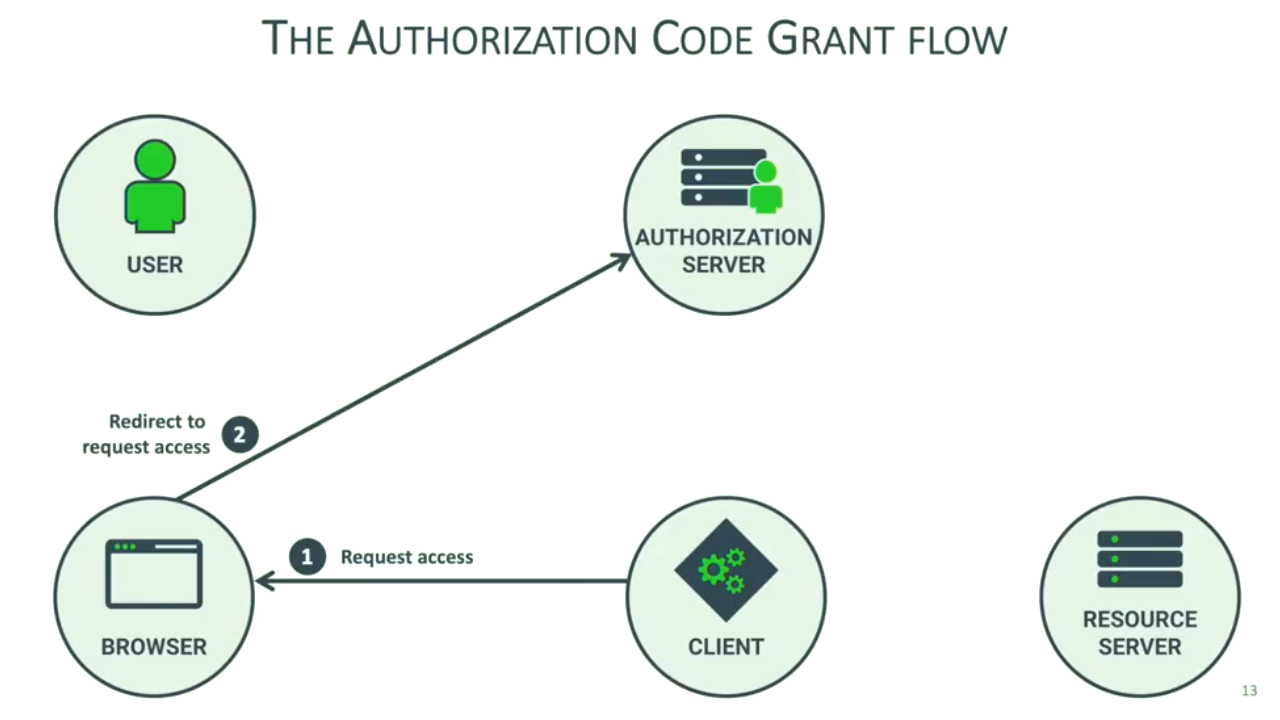 THE AUTHORIZATION CODE GRANT FLOW
USER
AUTHORIZATION
SERVER
Redirect to
request access
2
1
Request access
BROWSER
CLIENT
RESOURCE
SERVER
13